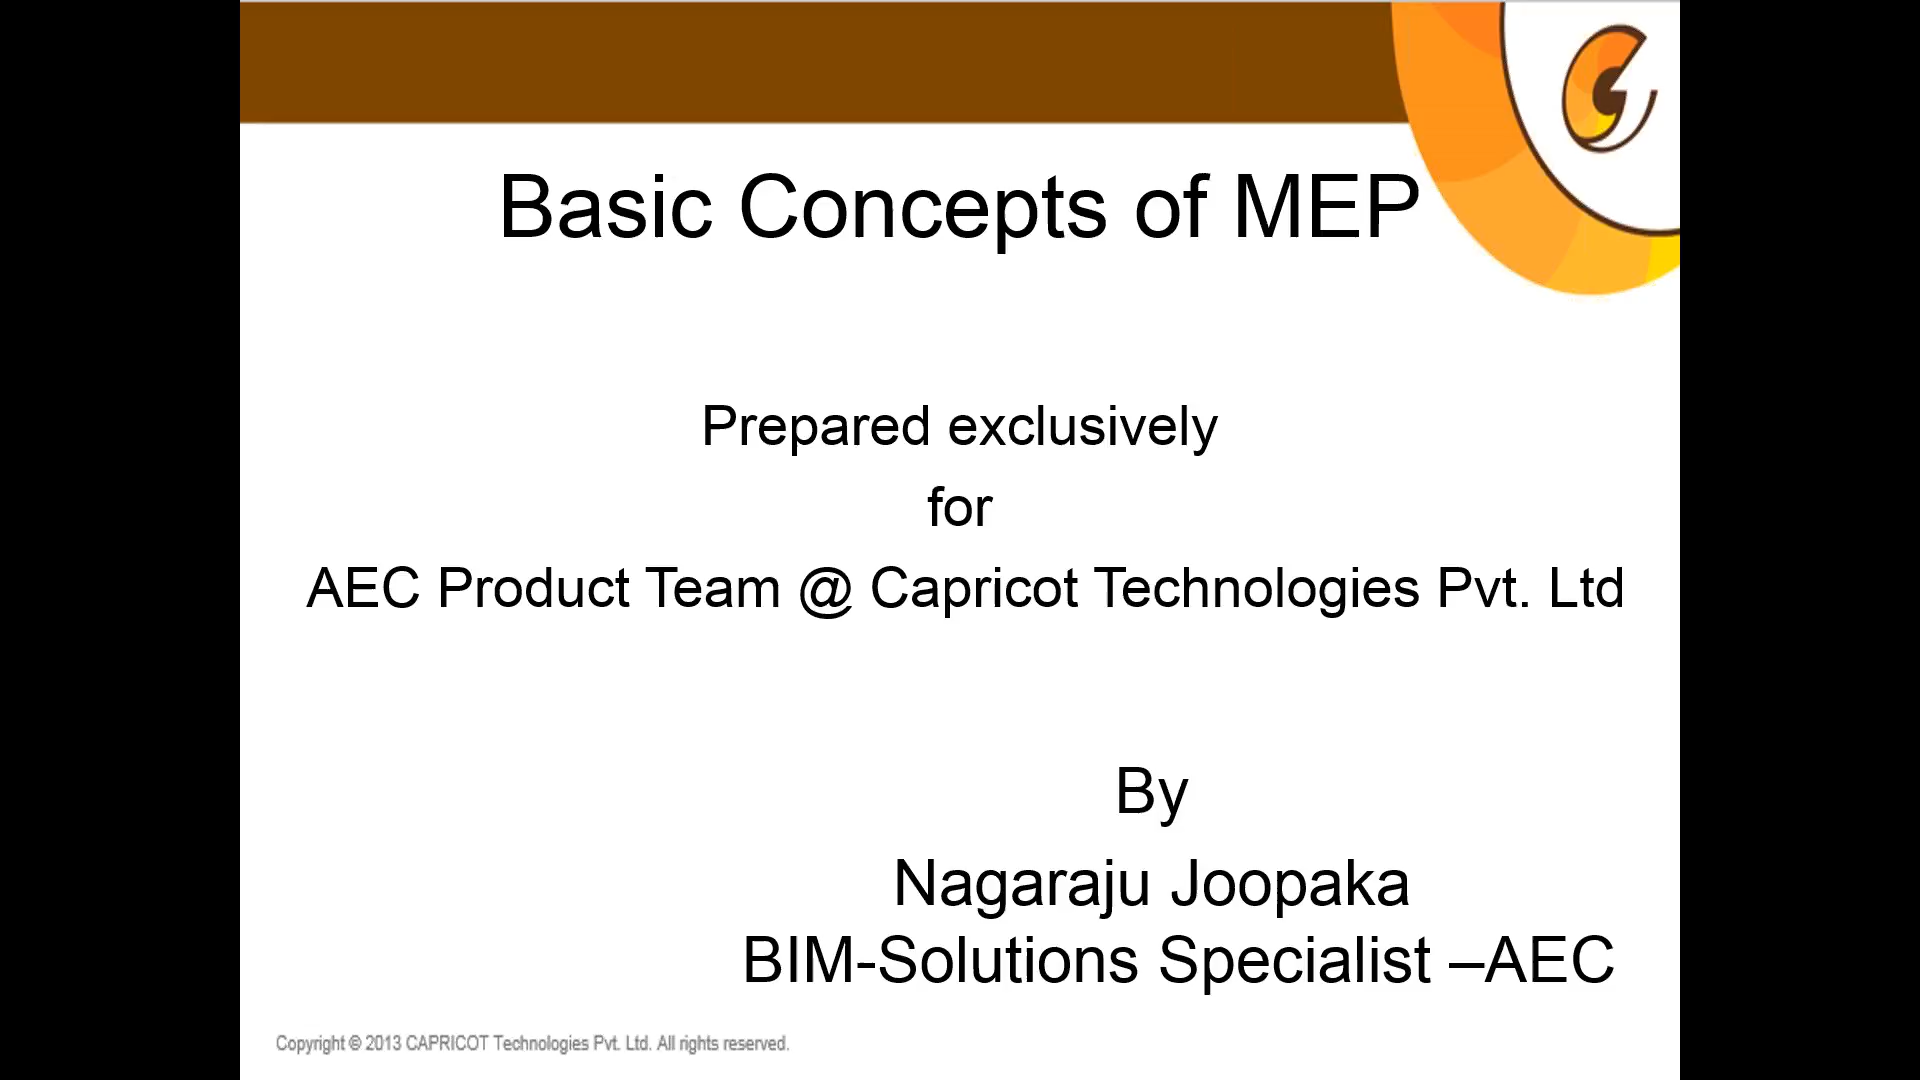 Basic Concepts of MEP
Prepared exclusively
for
AEC Product Team @ Capricot Technologies Pvt. Ltd
By
Nagaraju Joopaka
BIM-Solutions Specialist –AEC
Copyright © 2013 CAPRICOT Technologies Pvt. Ltd. All rights reserved.